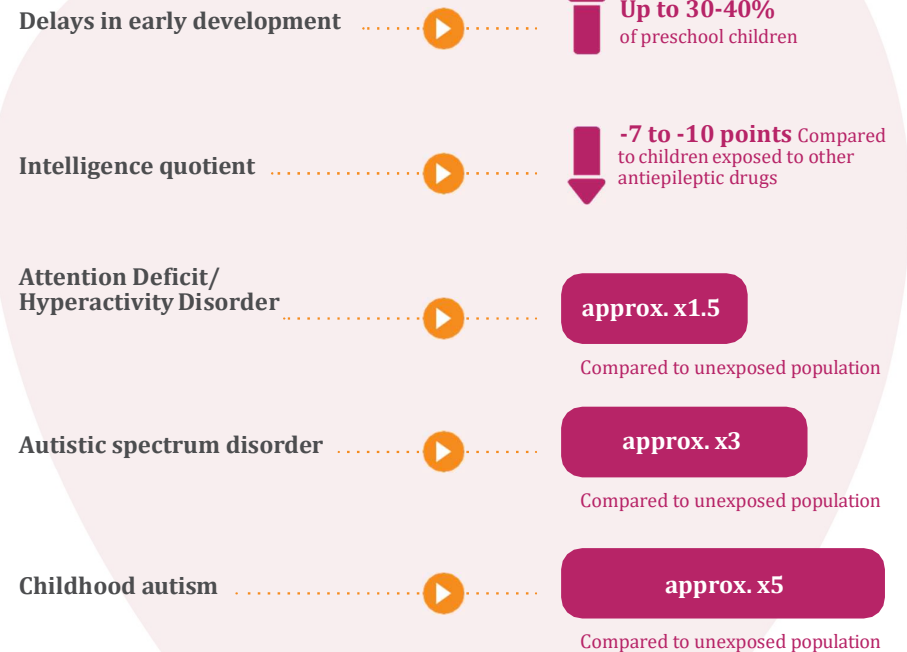 Delays in early development
Up to 30-40%
of preschool children
Intelligence quotient
-7 to -10 points Compared
to children exposed to other
antiepileptic drugs
Attention Deficit/
Hyperactivity Disorder
approx. x1.5
Compared to unexposed population
Autistic spectrum disorder
approx. x3
Compared to unexposed population
Childhood autism
approx. x5
Compared to unexposed population